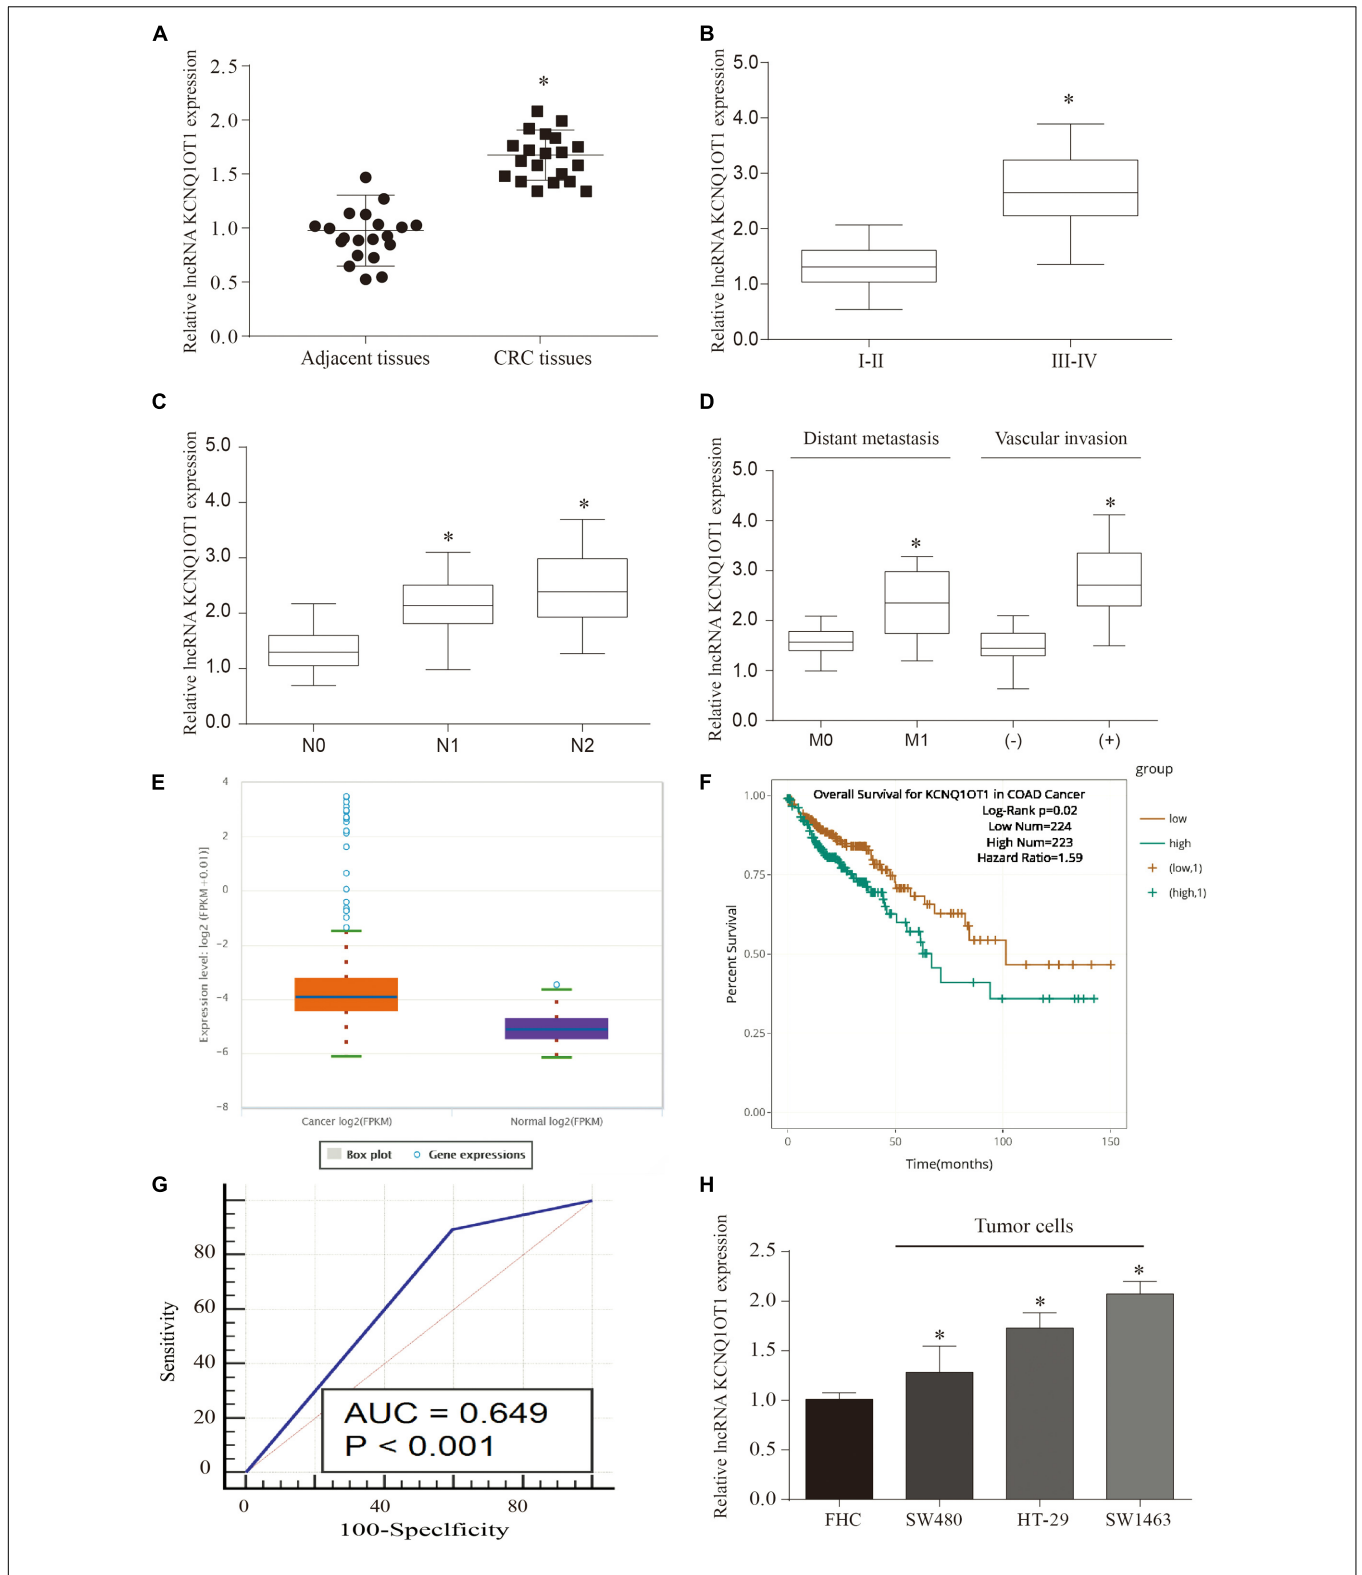 A
Relative lncRNA KCNQ1OT1 expression
2.5
2.0
1.5
1.0
0.5
0.0
*
Adjacent tissues
CRC tissues
B
Relative lncRNA KCNQ1OT1 expression
5.0
4.0
3.0
2.0
1.0
0.0
*
I-II
III-IV
C
Relative lncRNA KCNQ1OT1 expression
5.0
4.0
3.0
2.0
1.0
0.0
*
*
N0
N1
N2
D
Distant metastasis
Vascular invasion
Relative lncRNA KCNQ1OT1 expression
5.0
4.0
3.0
2.0
1.0
0.0
*
*
M0
M1
(-)
(+)
E
Expression level: log2 (FPKM+0.01)]
4
2
0
-2
-4
-6
-8
Cancer log2(FPKM)
Normal log2(FPKM)
Box plot
Gene expressions
F
Overall Survival for KCNQ1OT1 in COAD Cancer
Log-Rank p=0.02
Low Num=224
High Num=223
Hazard Ratio=1.59
group
low
high
(low,1)
(high,1)
Percent Survival
1.00
0.75
0.50
0.25
0.00
0
50
100
150
Time(months)
G
Sensitivity
80
60
40
20
0
AUC = 0.649
P < 0.001
0
40
80
100-Speclficity
H
Tumor cells
Relative lncRNA KCNQ1OT1 expression
2.5
2.0
1.5
1.0
0.5
0.0
*
*
*
FHC
SW480
HT-29
SW1463